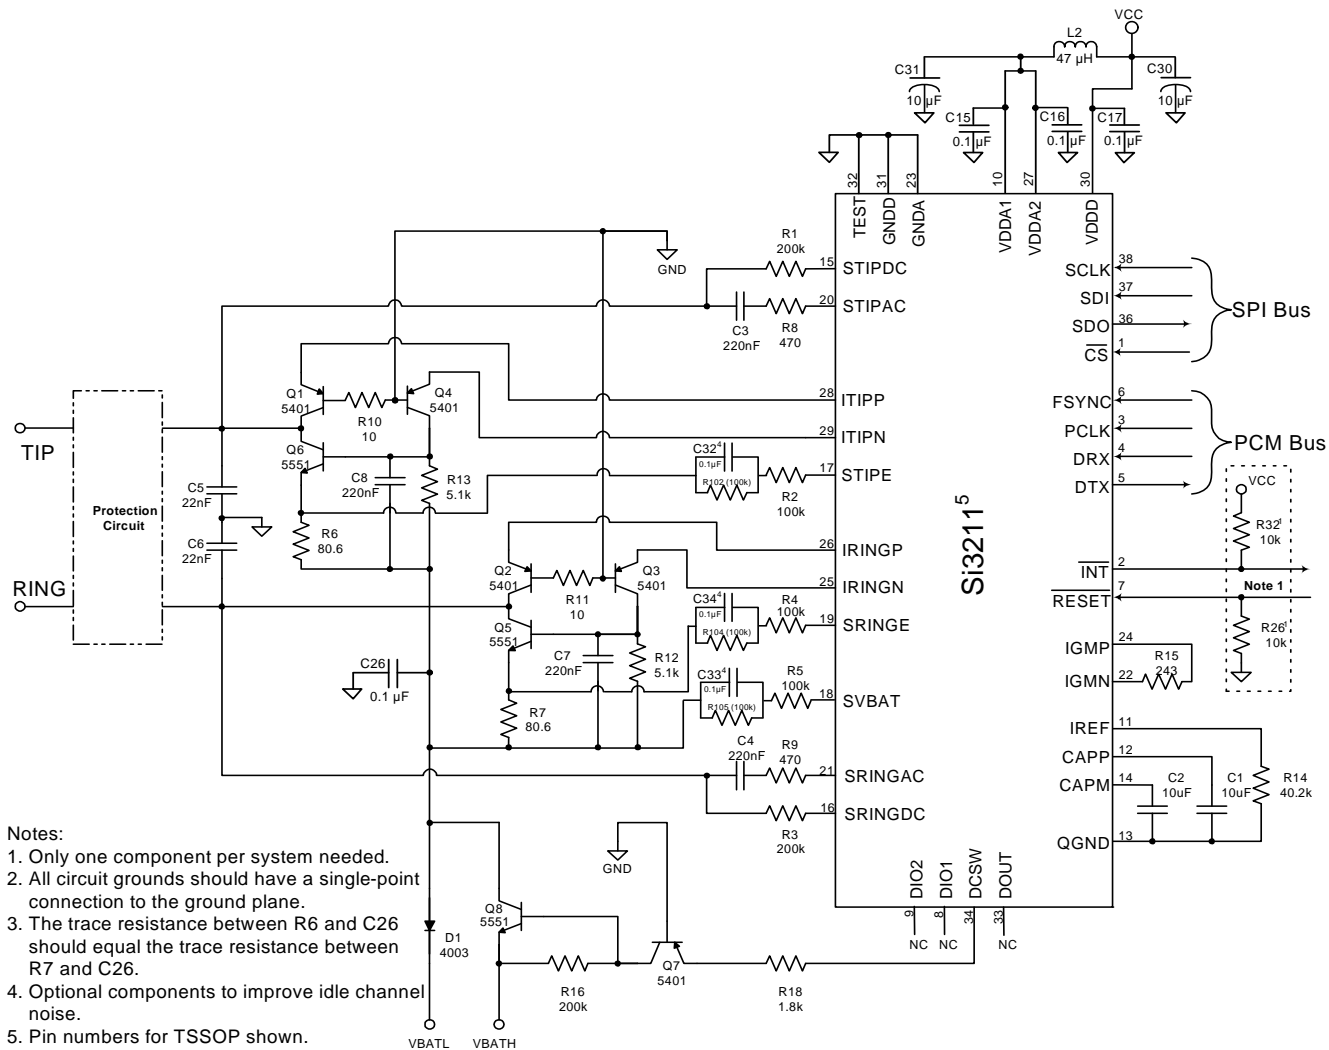 VCC
L2
47 µH
C31
10 µF
C30
10 µF
C15
0.1 µF
C16
0.1 µF
C17
0.1 µF
32
31
23
10
27
30
TEST
GNDD
GNDA
VDDA1
VDDA2
VDDD
GND
R1
200k
15
STIPDC
20
STIPAC
C3
220nF
R8
470
SCLK
38
SDI
37
SDO
36
CS
1
SPI Bus
Q1
5401
R10
10
Q4
5401
28
ITIPP
FSYNC
6
PCLK
3
DRX
4
DTX
5
PCM Bus
TIP
29
ITIPN
Q6
5551
C8
220nF
R13
5.1k
C32⁴
0.1µF
R102 (100k)
R2
100k
17
STIPE
C5
22nF
C6
22nF
Protection
Circuit
R6
80.6
Si3211⁵
VCC
R32¹
10k
26
IRINGP
INT
2
Note 1
Q2
5401
R11
10
Q3
5401
25
IRINGN
RESET
7
RING
C34⁴
0.1µF
R104 (100k)
R4
100k
19
SRINGE
Q5
5551
C7
220nF
R12
5.1k
R26¹
10k
IGMP
24
R15
243
IGMN
22
C26
0.1 µF
C33⁴
0.1µF
R105 (100k)
R5
100k
18
SVBAT
R7
80.6
IREF
11
CAPP
12
CAPM
14
C2
10uF
C1
10uF
R14
40.2k
QGND
13
C4
220nF
R9
470
21
SRINGAC
16
SRINGDC
R3
200k
GND
DIO2
DIO1
DCSW
DOUT
9
8
34
33
NC
NC
NC
Q8
5551
D1
4003
R16
200k
Q7
5401
R18
1.8k
VBATL
VBATH
Notes:
1. Only one component per system needed.
2. All circuit grounds should have a single-point
connection to the ground plane.
3. The trace resistance between R6 and C26
should equal the trace resistance between
R7 and C26.
4. Optional components to improve idle channel
noise.
5. Pin numbers for TSSOP shown.